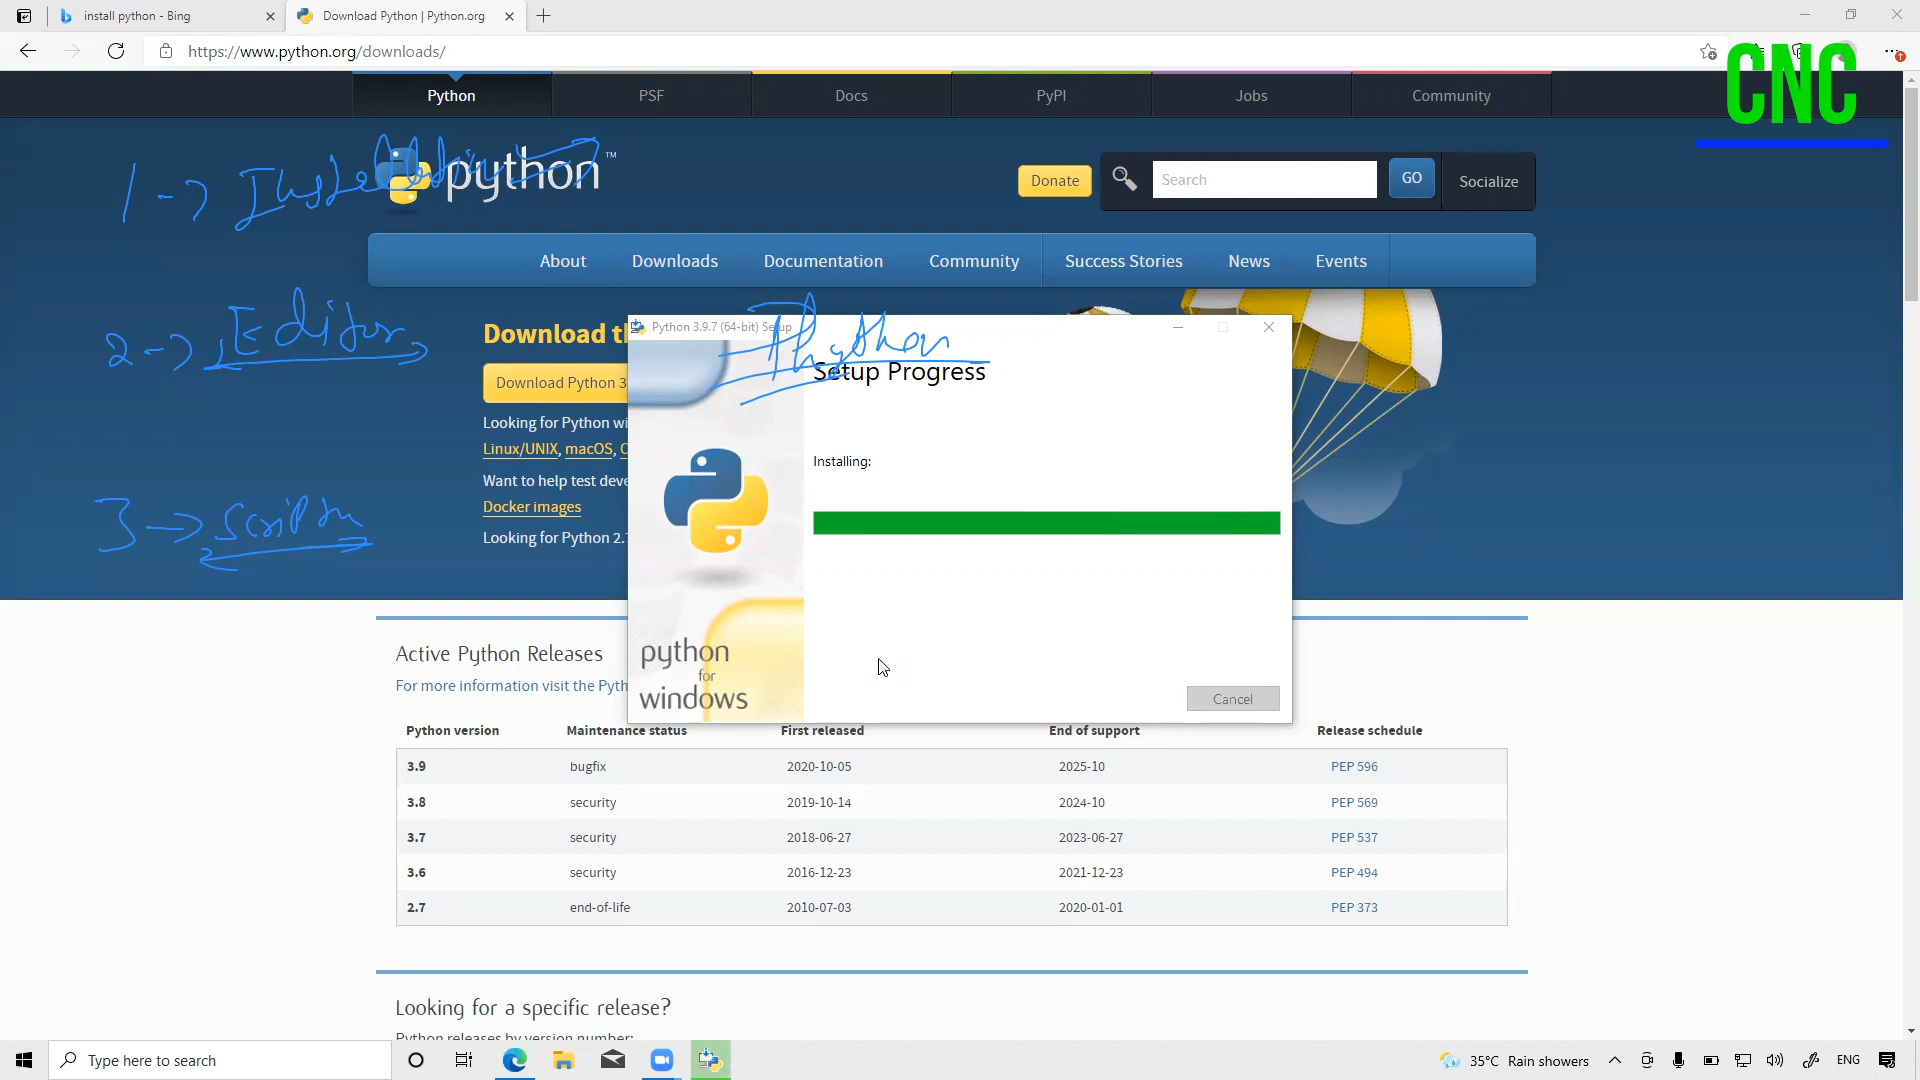 install python - Bing
Download Python | Python.org
https://www.python.org/downloads/
CNC
Python
PSF
Docs
PyPI
Jobs
Community
python™
Donate
Search
GO
Socialize
1 -> Installation
About
Downloads
Documentation
Community
Success Stories
News
Events
2 -> Editor
Download th
Python 3.9.7 (64-bit) Setup
Setup Progress
Download Python 3
Looking for Python wi
Linux/UNIX, macOS, O
Installing:
Want to help test deve
Docker images
Looking for Python 2.7
python
for
windows
Cancel
Active Python Releases
For more information visit the Pyth
Python version Maintenance status First released End of support Release schedule
3.9 bugfix 2020-10-05 2025-10 PEP 596
3.8 security 2019-10-14 2024-10 PEP 569
3.7 security 2018-06-27 2023-06-27 PEP 537
3.6 security 2016-12-23 2021-12-23 PEP 494
2.7 end-of-life 2010-07-03 2020-01-01 PEP 373
Looking for a specific release?
Python releases by version number:
Type here to search
35°C Rain showers
ENG